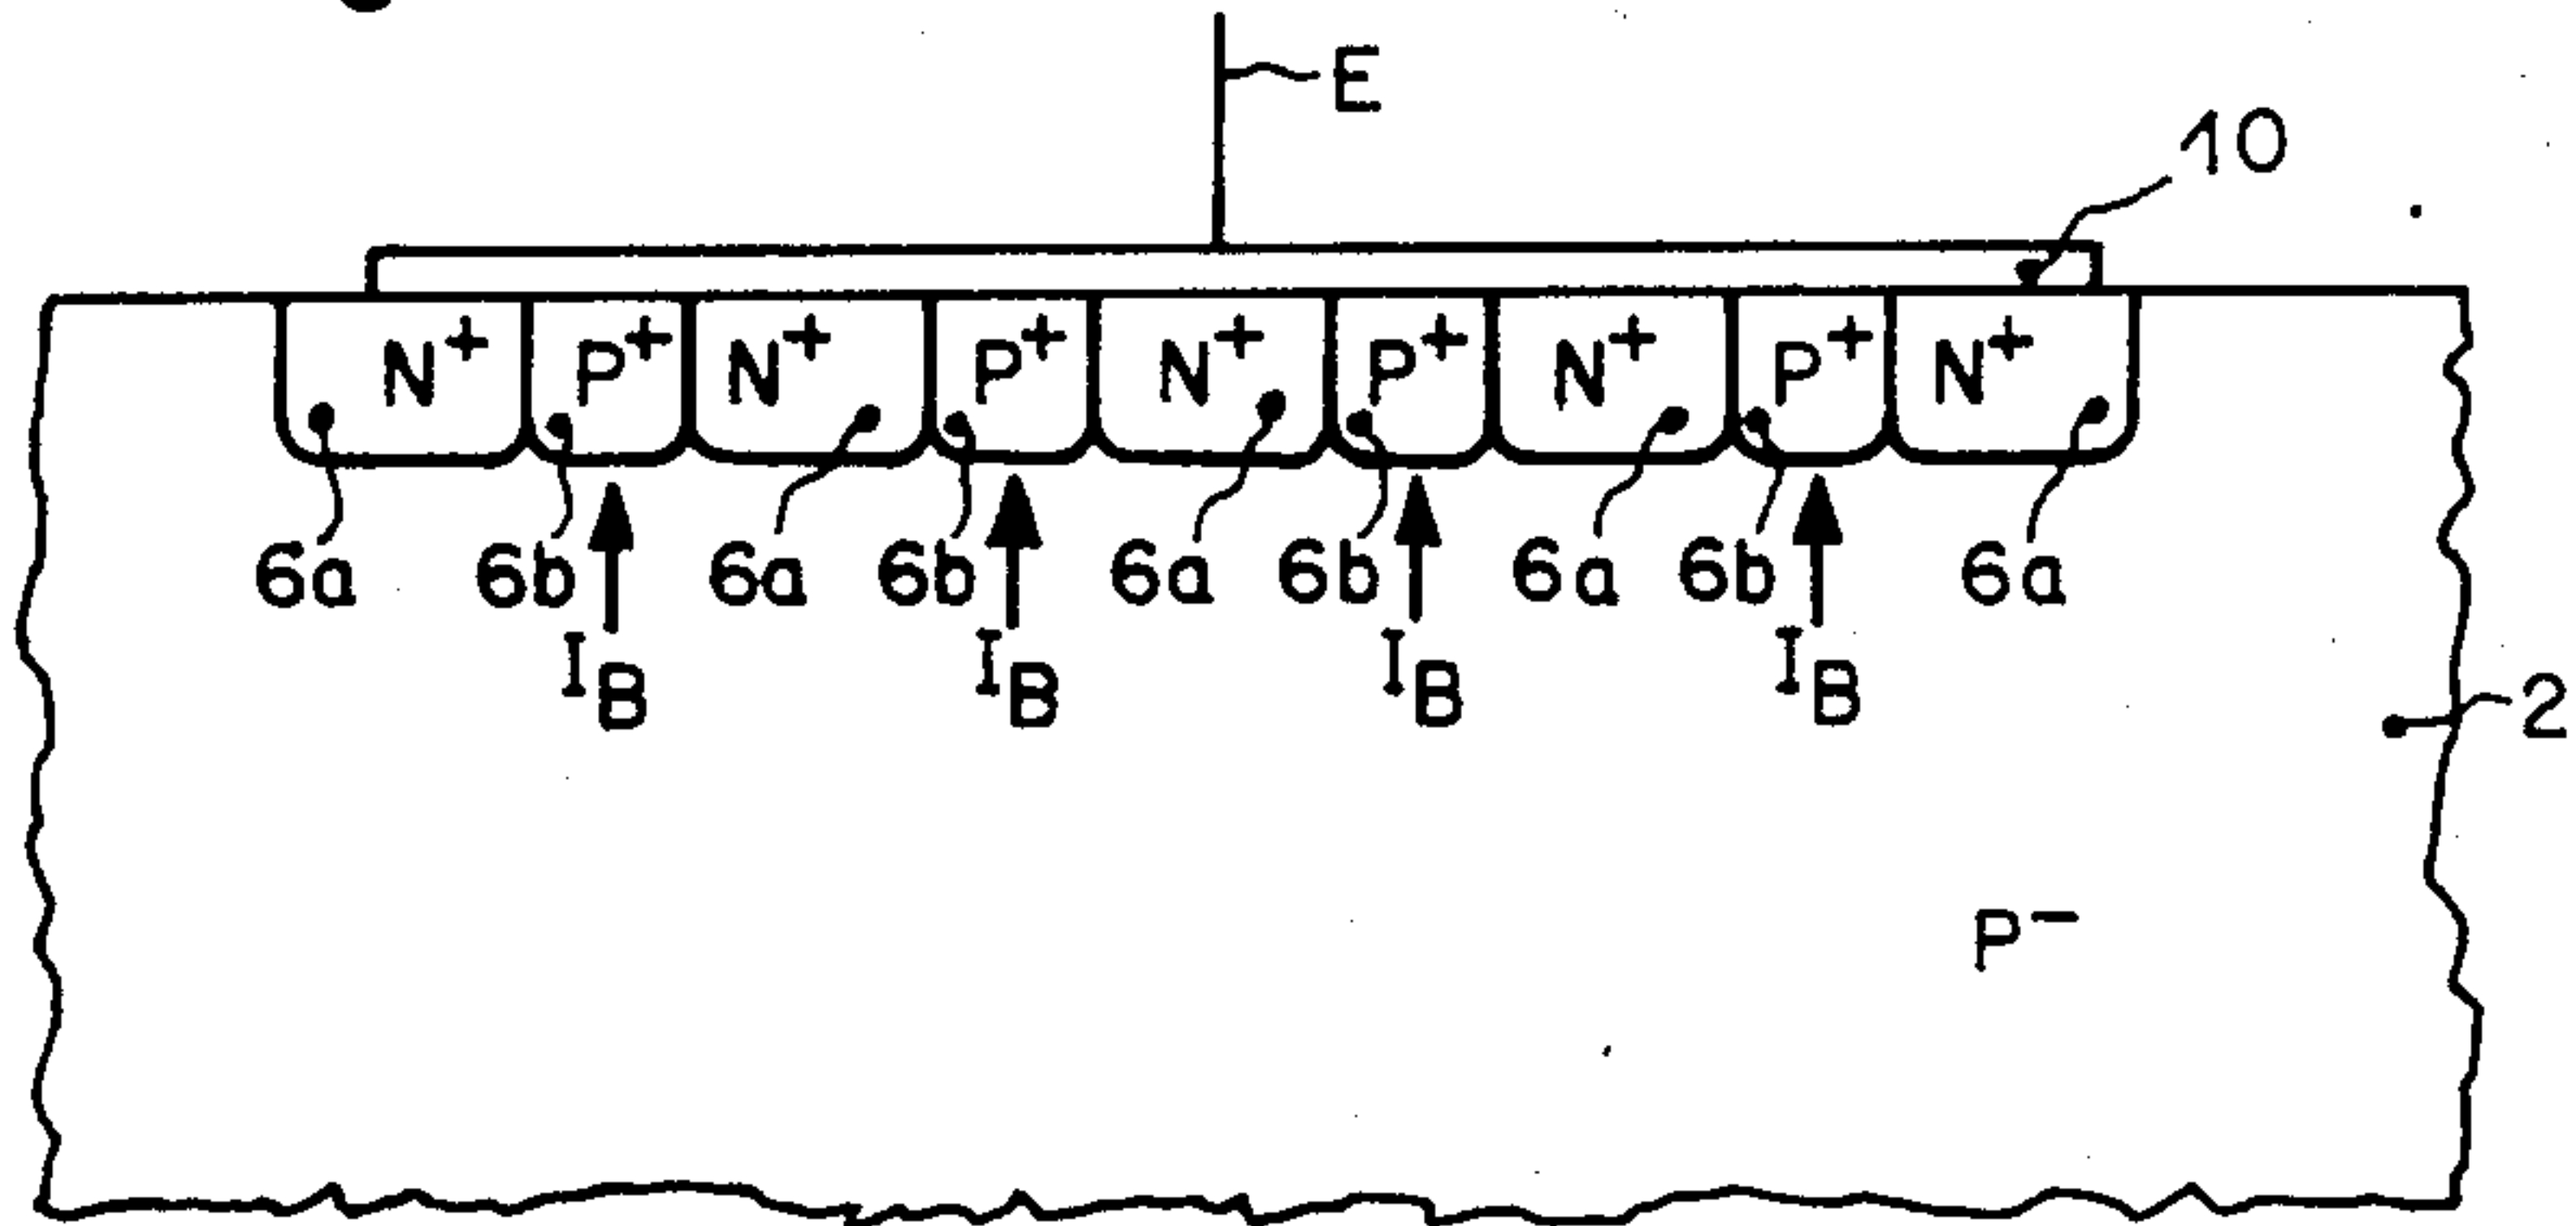 E
10
N+ P+ N+ P+ N+ P+ N+ P+ N+
6a 6b 6a 6b 6a 6b 6a 6b 6a
IB IB IB IB
2
P−